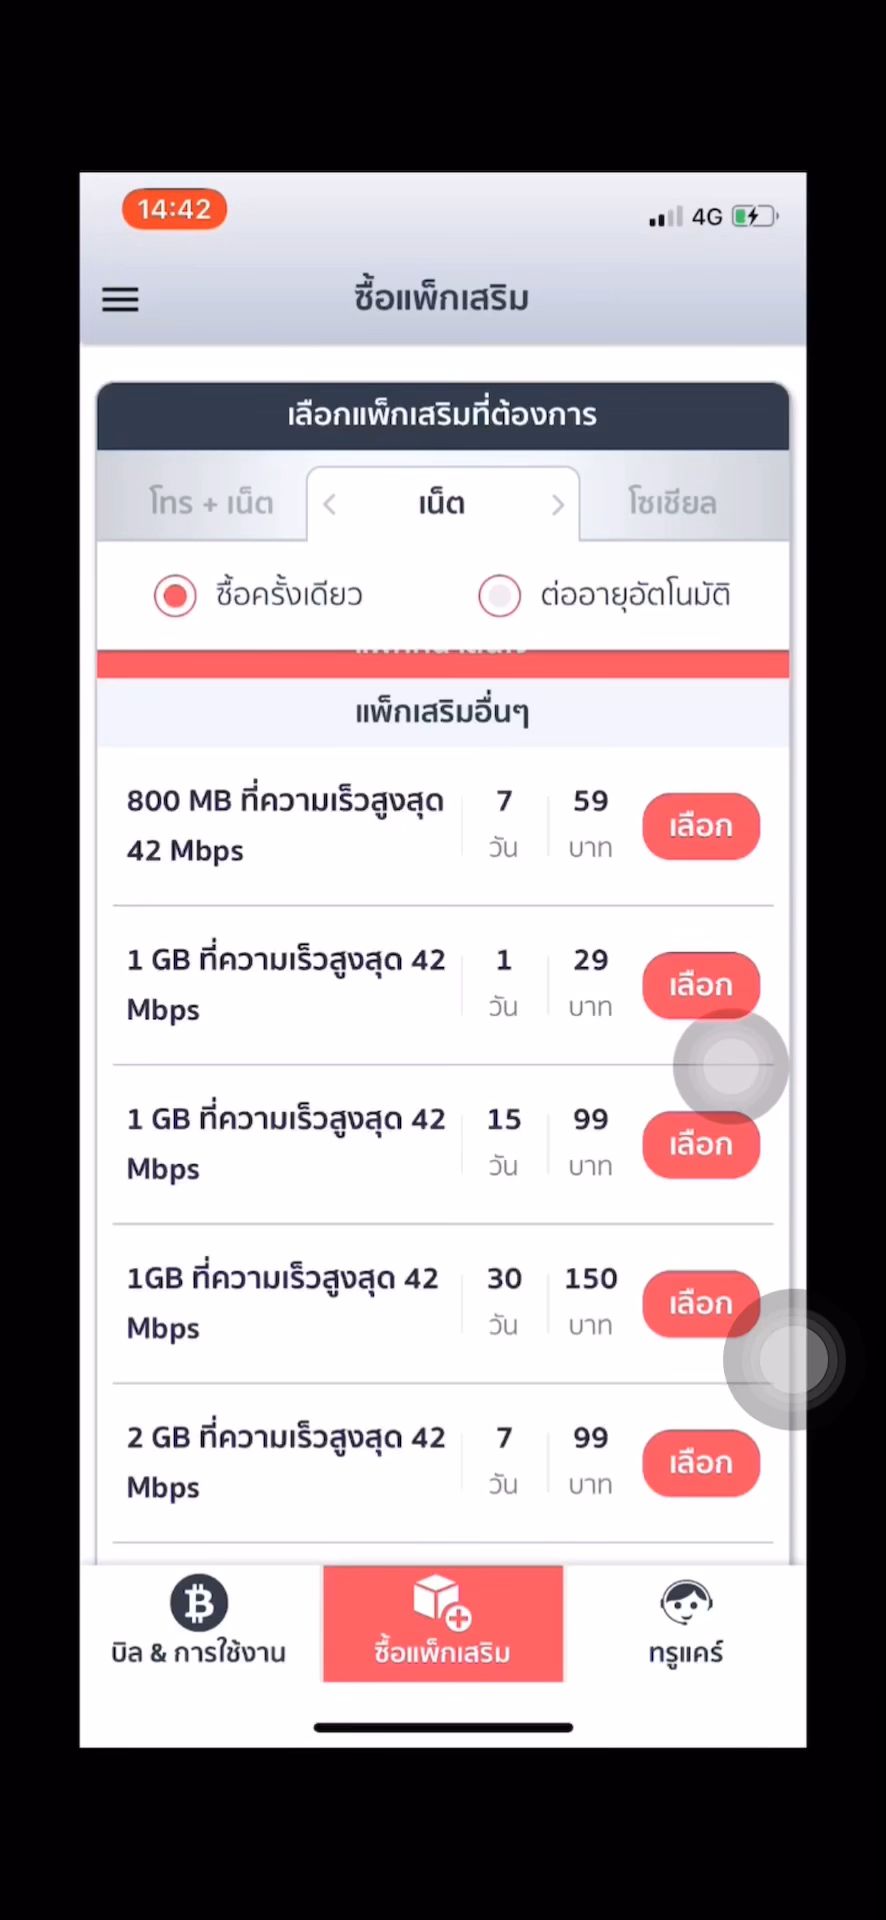 14:42
4G
ซื้อแพ็กเสริม
เลือกแพ็กเสริมที่ต้องการ
โทร + เน็ต
เน็ต
โซเชียล
ซื้อครั้งเดียว
ต่ออายุอัตโนมัติ
แพ็กเสริมอื่นๆ
800 MB ที่ความเร็วสูงสุด 7 59 เลือก
42 Mbps วัน บาท
1 GB ที่ความเร็วสูงสุด 42 1 29 เลือก
Mbps วัน บาท
1 GB ที่ความเร็วสูงสุด 42 15 99 เลือก
Mbps วัน บาท
1GB ที่ความเร็วสูงสุด 42 30 150 เลือก
Mbps วัน บาท
2 GB ที่ความเร็วสูงสุด 42 7 99 เลือก
Mbps วัน บาท
บิล & การใช้งาน
ซื้อแพ็กเสริม
ทรูแคร์